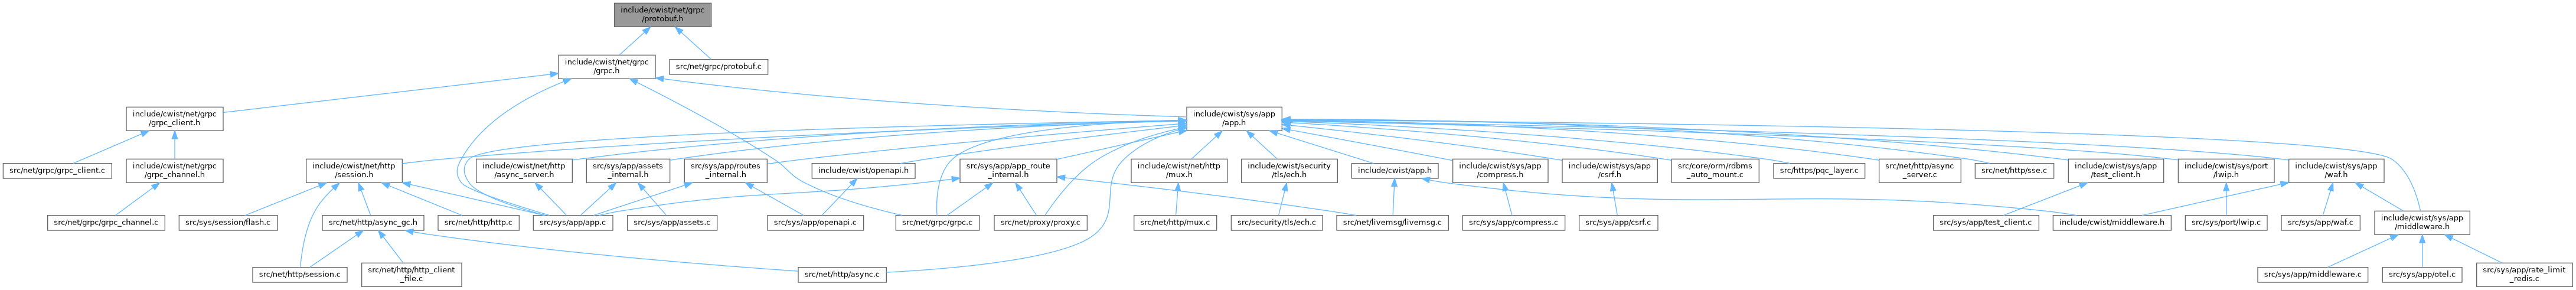 include/cwist/net/grpc
/protobuf.h
include/cwist/net/grpc
/grpc.h
src/net/grpc/protobuf.c
include/cwist/net/grpc
/grpc_client.h
include/cwist/sys/app
/app.h
src/net/grpc/grpc_client.c
include/cwist/net/grpc
/grpc_channel.h
include/cwist/net/http
/session.h
include/cwist/net/http
/async_server.h
src/sys/app/assets
_internal.h
src/sys/app/routes
_internal.h
include/cwist/openapi.h
src/sys/app/app_route
_internal.h
include/cwist/net/http
/mux.h
include/cwist/security
/tls/ech.h
include/cwist/app.h
include/cwist/sys/app
/compress.h
include/cwist/sys/app
/csrf.h
src/core/orm/rdbms
_auto_mount.c
src/https/pqc_layer.c
src/net/http/async
_server.c
src/net/http/sse.c
include/cwist/sys/app
/test_client.h
include/cwist/sys/port
/lwip.h
include/cwist/sys/app
/waf.h
src/net/grpc/grpc_channel.c
src/sys/session/flash.c
src/net/http/async_gc.h
src/net/http/http.c
src/sys/app/app.c
src/sys/app/assets.c
src/sys/app/openapi.c
src/net/grpc/grpc.c
src/net/proxy/proxy.c
src/net/http/mux.c
src/security/tls/ech.c
src/net/livemsg/livemsg.c
src/sys/app/compress.c
src/sys/app/csrf.c
src/sys/app/test_client.c
include/cwist/middleware.h
src/sys/port/lwip.c
src/sys/app/waf.c
include/cwist/sys/app
/middleware.h
src/net/http/session.c
src/net/http/http_client
_file.c
src/net/http/async.c
src/sys/app/middleware.c
src/sys/app/otel.c
src/sys/app/rate_limit
_redis.c